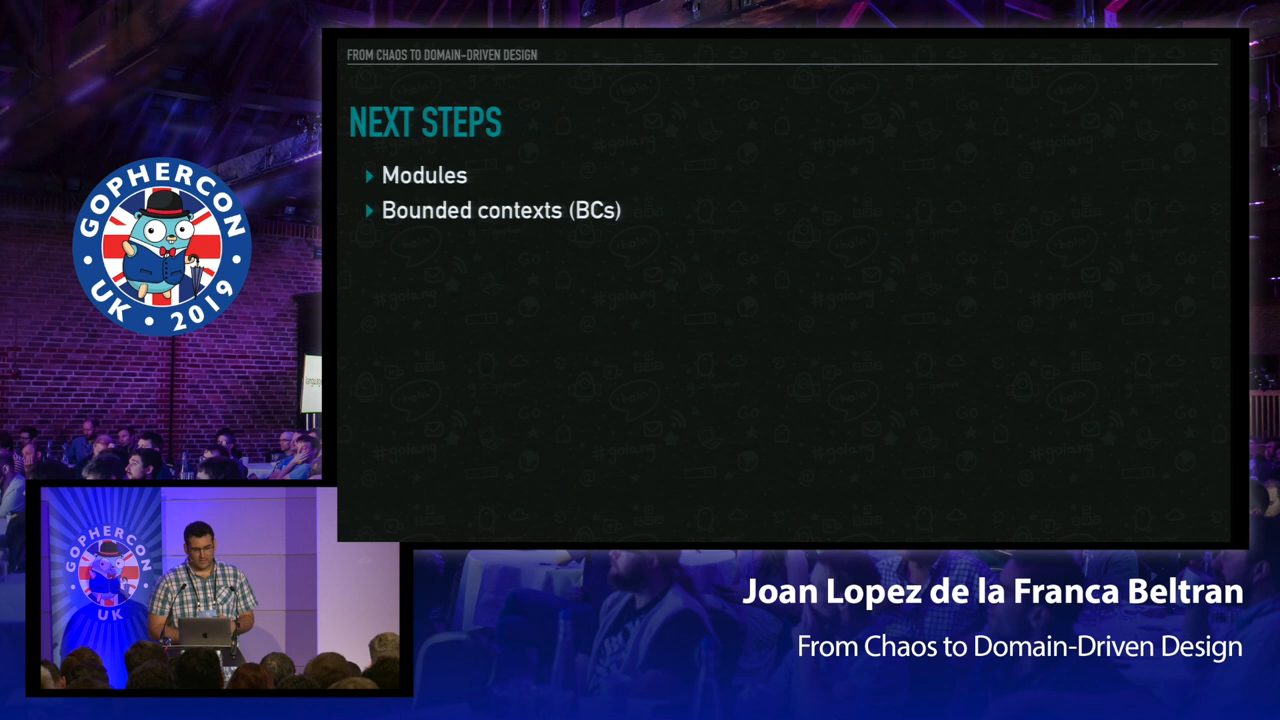 FROM CHAOS TO DOMAIN-DRIVEN DESIGN
NEXT STEPS
Modules
Bounded contexts (BCs)
GOPHERCON
UK • 2019
GOPHERCON
UK
Joan Lopez de la Franca Beltran
From Chaos to Domain-Driven Design